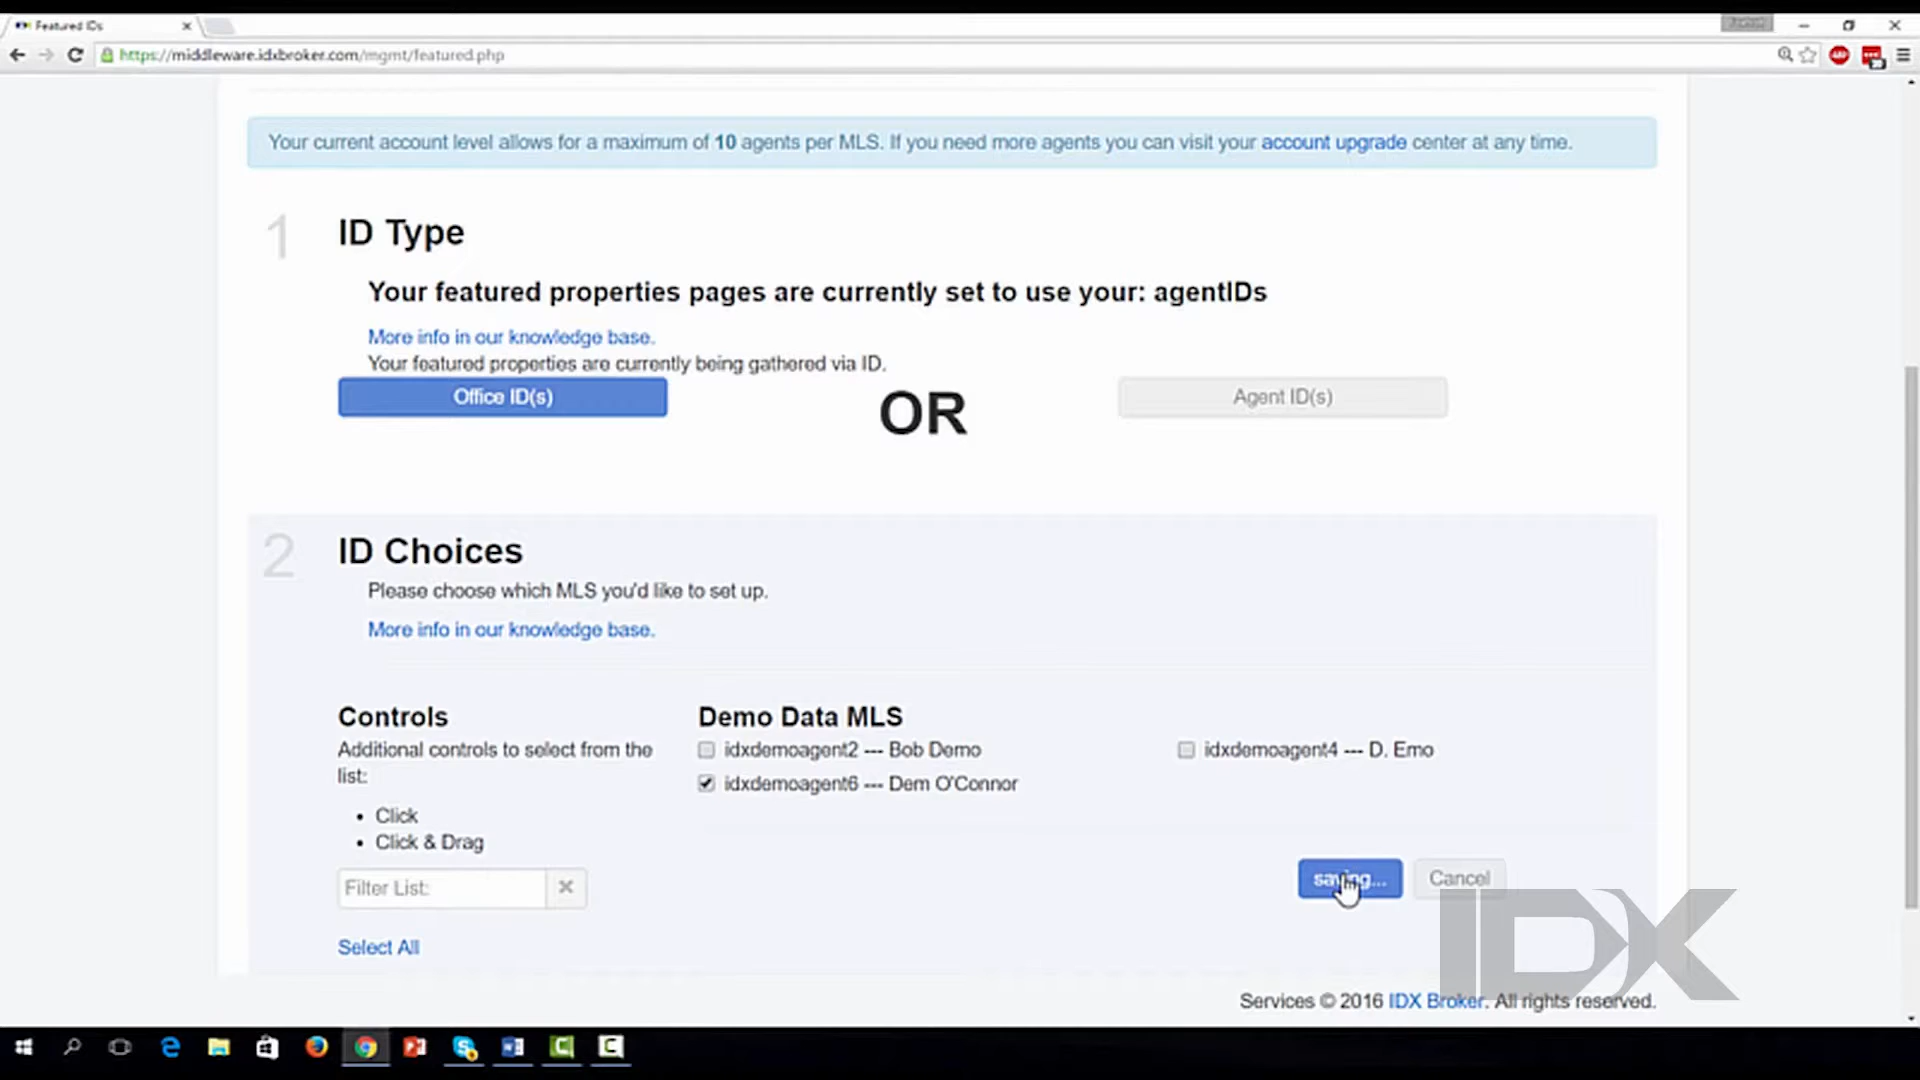 Featured IDs
https://middleware.idxbroker.com/mgmt/featured.php
Your current account level allows for a maximum of 10 agents per MLS. If you need more agents you can visit your account upgrade center at any time.
1
ID Type
Your featured properties pages are currently set to use your: agentIDs
More info in our knowledge base.
Your featured properties are currently being gathered via ID.
Office ID(s)
OR
Agent ID(s)
2
ID Choices
Please choose which MLS you'd like to set up.
More info in our knowledge base.
Controls
Additional controls to select from the
list:
• Click
• Click & Drag
Filter List:
Select All
Demo Data MLS
idxdemoagent2 --- Bob Demo
idxdemoagent4 --- D. Emo
idxdemoagent6 --- Dem O'Connor
saving...
Cancel
IDX
Services © 2016 IDX Broker. All rights reserved.